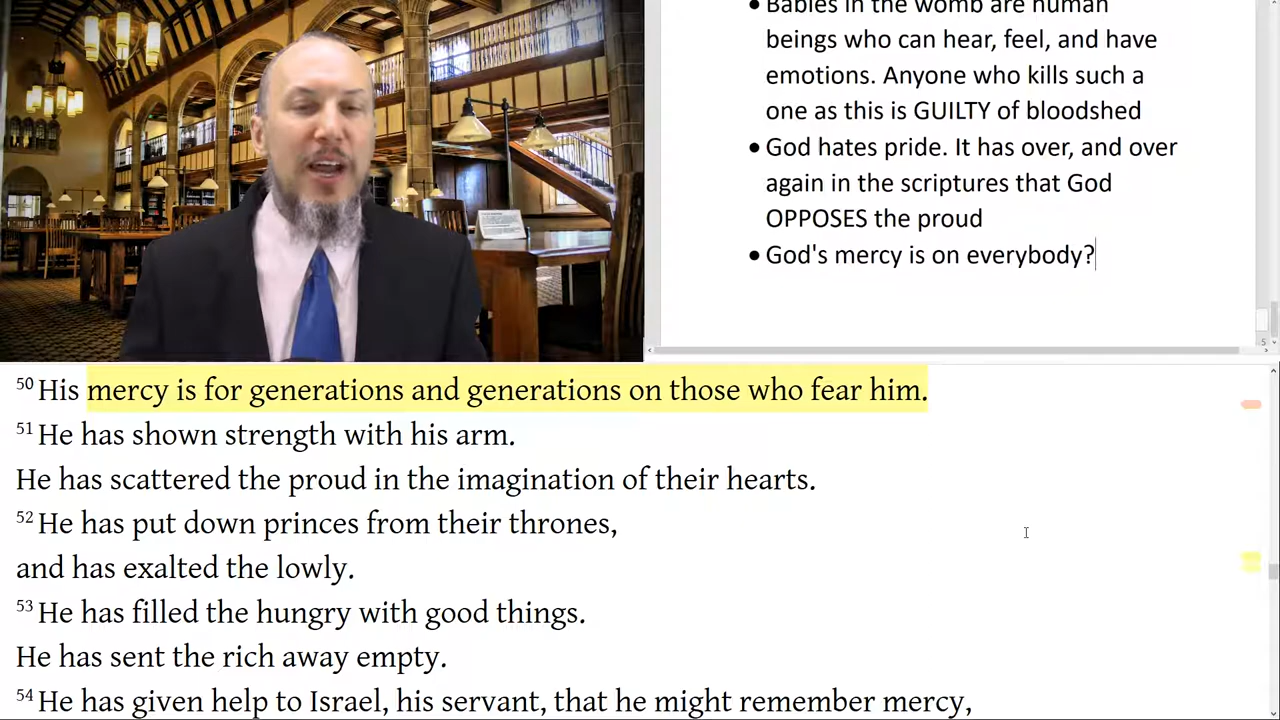 • Babies in the womb are human
beings who can hear, feel, and have
emotions. Anyone who kills such a
one as this is GUILTY of bloodshed
• God hates pride. It has over, and over
again in the scriptures that God
OPPOSES the proud
• God's mercy is on everybody?
5
50 His mercy is for generations and generations on those who fear him.
51 He has shown strength with his arm.
He has scattered the proud in the imagination of their hearts.
52 He has put down princes from their thrones,
and has exalted the lowly.
53 He has filled the hungry with good things.
He has sent the rich away empty.
54 He has given help to Israel, his servant, that he might remember mercy,